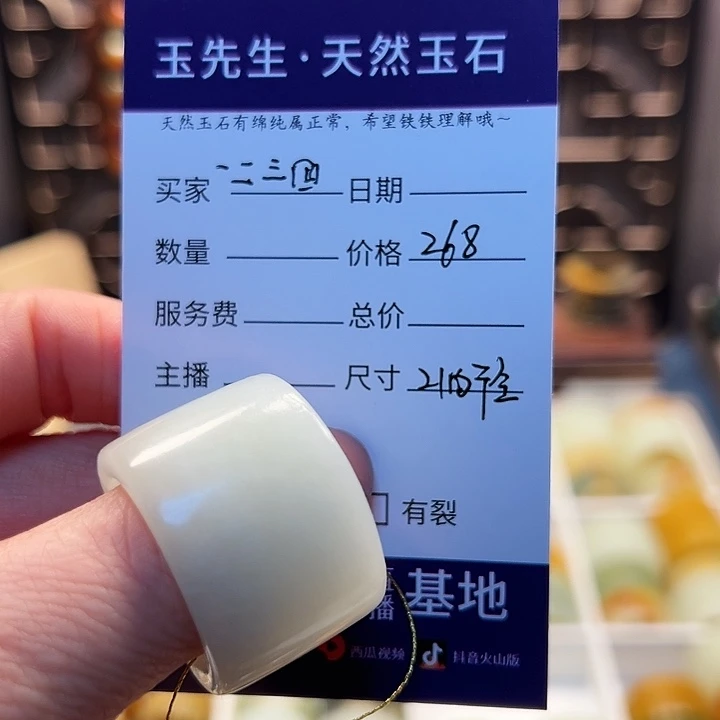 玉先生·天然玉石
天然玉石有绵纯属正常，希望铁铁理解哦~
买家 一二三四 日期
数量 价格 268
服务费 总价
主播 尺寸 21内平宝
有裂
播 基地
西瓜视频 抖音火山版